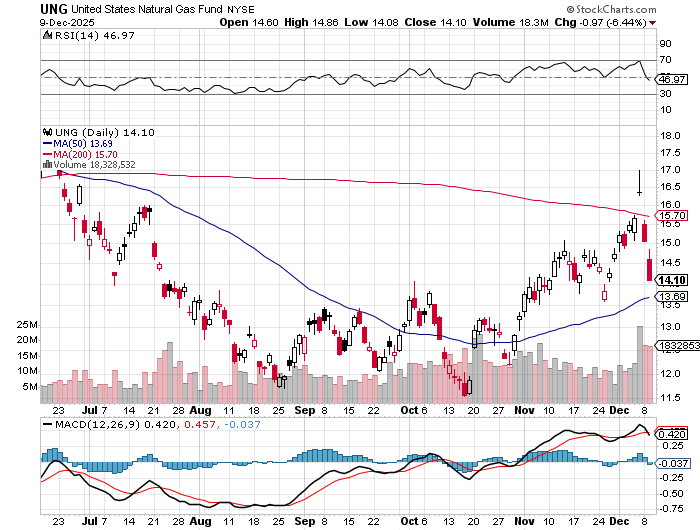 UNG United States Natural Gas Fund NYSE
© StockCharts.com
9-Dec-2025
Open 14.60 High 14.86 Low 14.08 Close 14.10 Volume 18.3M Chg -0.97 (-6.44%)
RSI(14) 46.97
90
70
50
46.97
30
10
UNG (Daily) 14.10
MA(50) 13.69
MA(200) 15.70
Volume 18,328,532
18.0
17.5
17.0
16.5
16.0
15.70
15.0
14.5
14.10
13.69
13.0
12.5
12.0
11.5
25M
20M
15M
10M
5M
18328532
23 Jul 7 14 21 28 Aug 11 18 25 Sep 8 15 22 Oct 6 13 20 27 Nov 10 17 24 Dec 8
MACD(12,26,9) 0.420, 0.457, -0.037
0.420
0.25
-0.037
-0.25
-0.50
-0.75
23 Jul 7 14 21 28 Aug 11 18 25 Sep 8 15 22 Oct 6 13 20 27 Nov 10 17 24 Dec 8